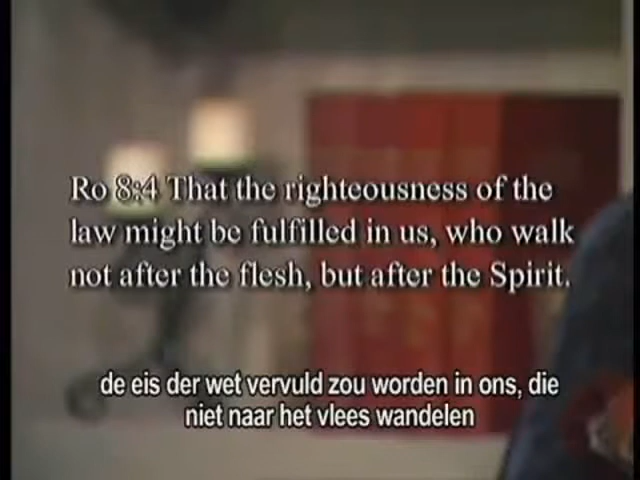 Ro 8:4 That the righteousness of the
law might be fulfilled in us, who walk
not after the flesh, but after the Spirit.
de eis der wet vervuld zou worden in ons, die
niet naar het vlees wandelen